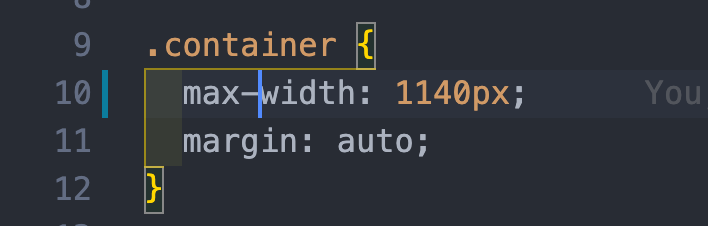 9 .container {
10 max-width: 1140px; You
11 margin: auto;
12 }